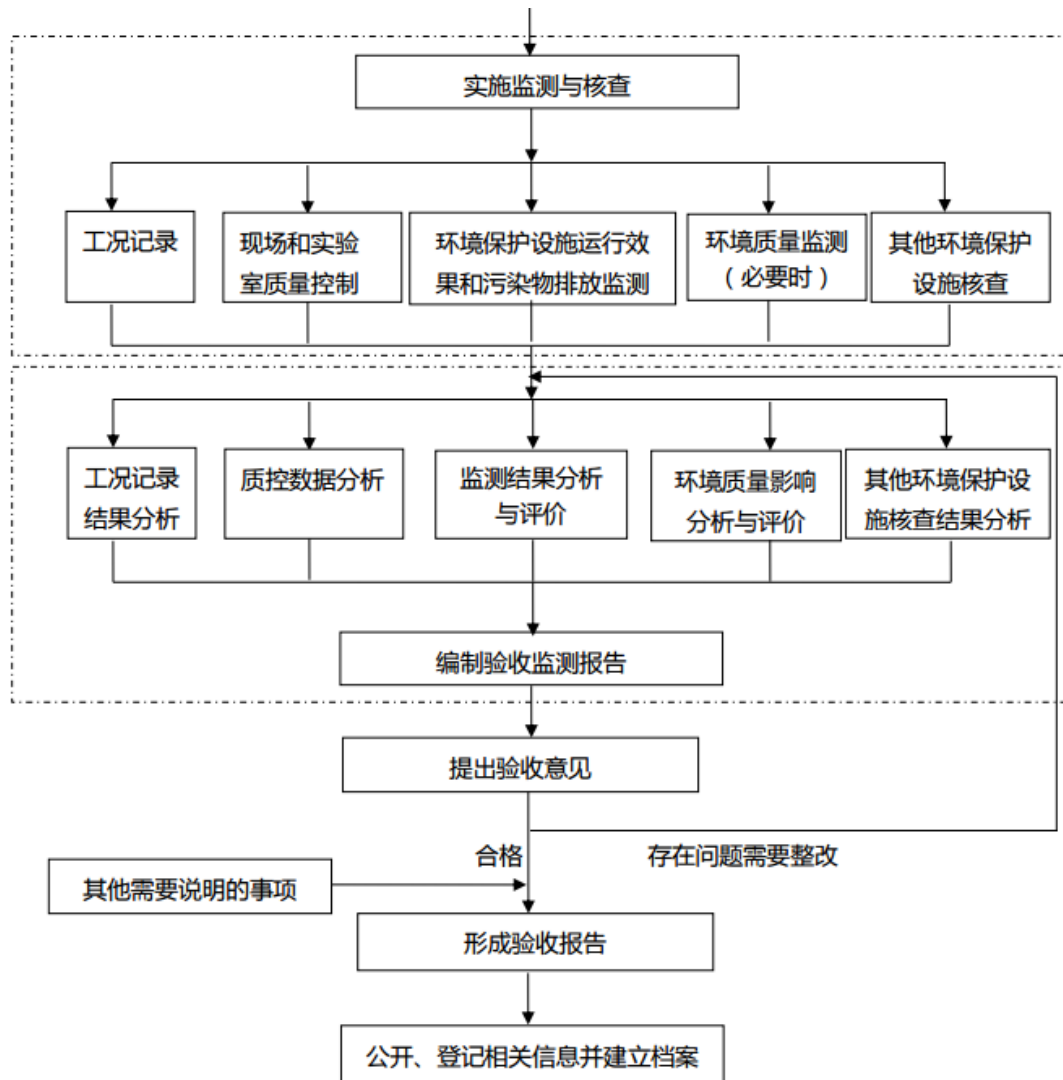 实施监测与核查
工况记录
现场和实验
室质量控制
环境保护设施运行效
果和污染物排放监测
环境质量监测
（必要时）
其他环境保护
设施核查
工况记录
结果分析
质控数据分析
监测结果分析
与评价
环境质量影响
分析与评价
其他环境保护设
施核查结果分析
编制验收监测报告
提出验收意见
合格
存在问题需要整改
其他需要说明的事项
形成验收报告
公开、登记相关信息并建立档案